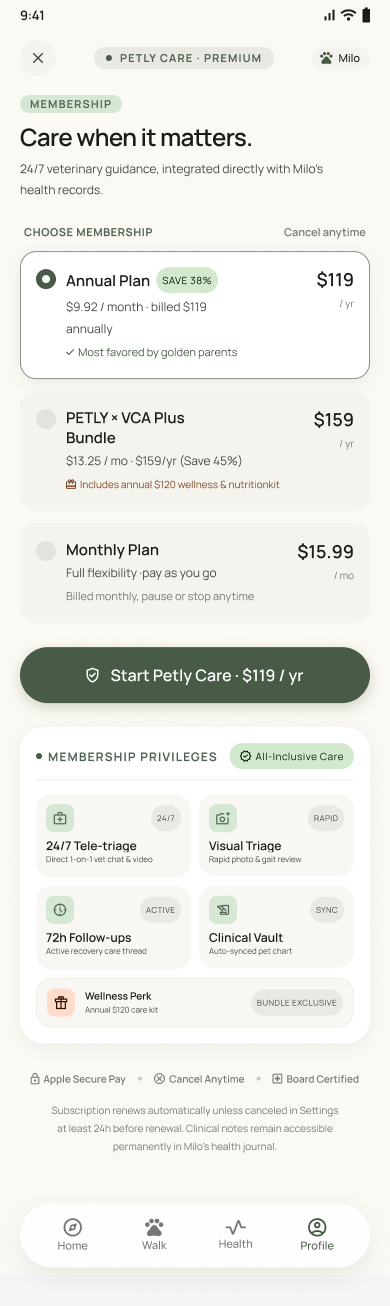 9:41
PETLY CARE · PREMIUM
Milo
MEMBERSHIP
Care when it matters.
24/7 veterinary guidance, integrated directly with Milo's
health records.
CHOOSE MEMBERSHIP
Cancel anytime
Annual Plan
SAVE 38%
$119
$9.92 / month · billed $119
annually
/ yr
Most favored by golden parents
PETLY × VCA Plus
Bundle
$159
/ yr
$13.25 / mo · $159/yr (Save 45%)
Includes annual $120 wellness & nutritionkit
Monthly Plan
$15.99
Full flexibility ·pay as you go
/ mo
Billed monthly, pause or stop anytime
Start Petly Care · $119 / yr
MEMBERSHIP PRIVILEGES
All-Inclusive Care
24/7
24/7 Tele-triage
Direct 1-on-1 vet chat & video
RAPID
Visual Triage
Rapid photo & gait review
ACTIVE
72h Follow-ups
Active recovery care thread
SYNC
Clinical Vault
Auto-synced pet chart
Wellness Perk
Annual $120 care kit
BUNDLE EXCLUSIVE
Apple Secure Pay
Cancel Anytime
Board Certified
Subscription renews automatically unless canceled in Settings
at least 24h before renewal. Clinical notes remain accessible
permanently in Milo's health journal.
Home
Walk
Health
Profile